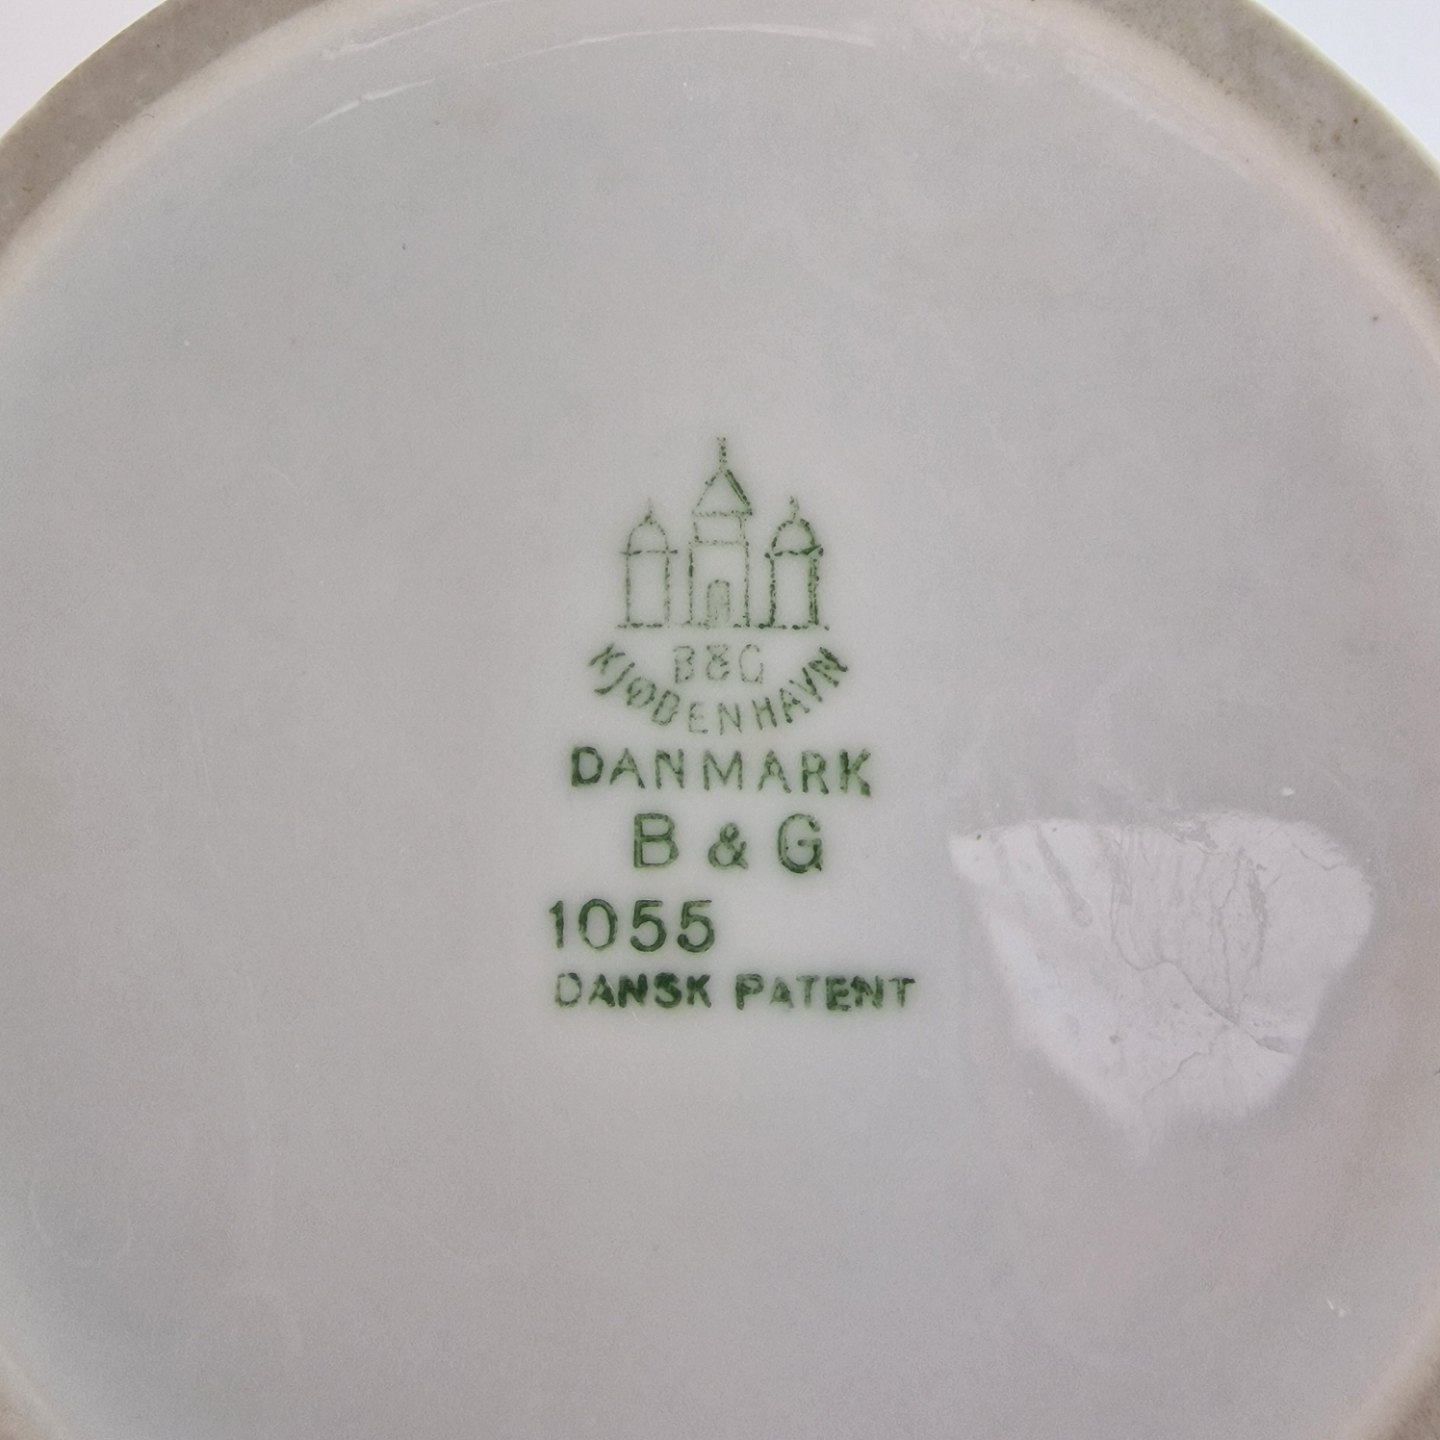 B&G
KJØBENHAVN
DANMARK
B & G
1055
DANSK PATENT